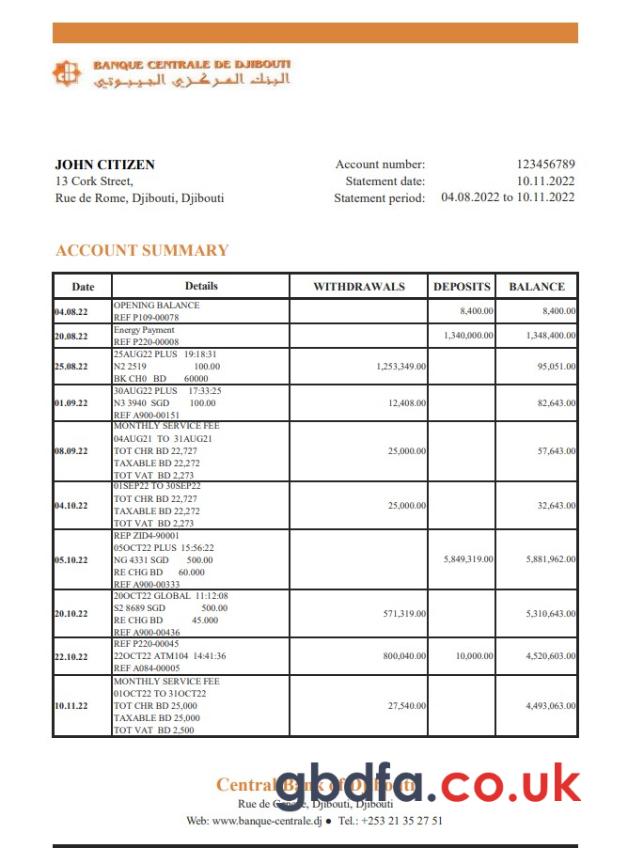 BANQUE CENTRALE DE DJIBOUTI
البنك المركزي الجيبوتي
JOHN CITIZEN
13 Cork Street,
Rue de Rome, Djibouti, Djibouti
Account number: 123456789
Statement date: 10.11.2022
Statement period: 04.08.2022 to 10.11.2022
ACCOUNT SUMMARY
Date Details WITHDRAWALS DEPOSITS BALANCE
04.08.22 OPENING BALANCE 8,400.00 8,400.00
REF P109-00078
20.08.22 Energy Payment 1,340,000.00 1,348,400.00
REF P220-00008
25AUG22 PLUS 19:18:31
25.08.22 N2 2519 100.00 1,253,349.00 95,051.00
BK CH0 BD 60000
30AUG22 PLUS 17:33:25
01.09.22 N3 3940 SGD 100.00 12,408.00 82,643.00
REF A900-00151
MONTHLY SERVICE FEE
04AUG21 TO 31AUG21
08.09.22 TOT CHR BD 22,727 25,000.00 57,643.00
TAXABLE BD 22,272
TOT VAT BD 2,273
01SEP22 TO 30SEP22
04.10.22 TOT CHR BD 22,727 25,000.00 32,643.00
TAXABLE BD 22,272
TOT VAT BD 2,273
REP ZID4-90001
05OCT22 PLUS 15:56:22
05.10.22 NG 4331 SGD 500.00 5,849,319.00 5,881,962.00
RE CHG BD 60.000
REF A900-00333
20OCT22 GLOBAL 11:12:08
20.10.22 S2 8689 SGD 500.00 571,319.00 5,310,643.00
RE CHG BD 45.000
REF A900-00436
REF P220-00045
22.10.22 22OCT22 ATM104 14:41:36 800,040.00 10,000.00 4,520,603.00
REF A084-00005
MONTHLY SERVICE FEE
01OCT22 TO 31OCT22
10.11.22 TOT CHR BD 25,000 27,540.00 4,493,063.00
TAXABLE BD 25,000
TOT VAT BD 2,500
Central Bank of Djibouti
gbdfa.co.uk
Rue de Djibouti, Djibouti
Web: www.banque-centrale.dj ● Tel.: +253 21 35 27 51